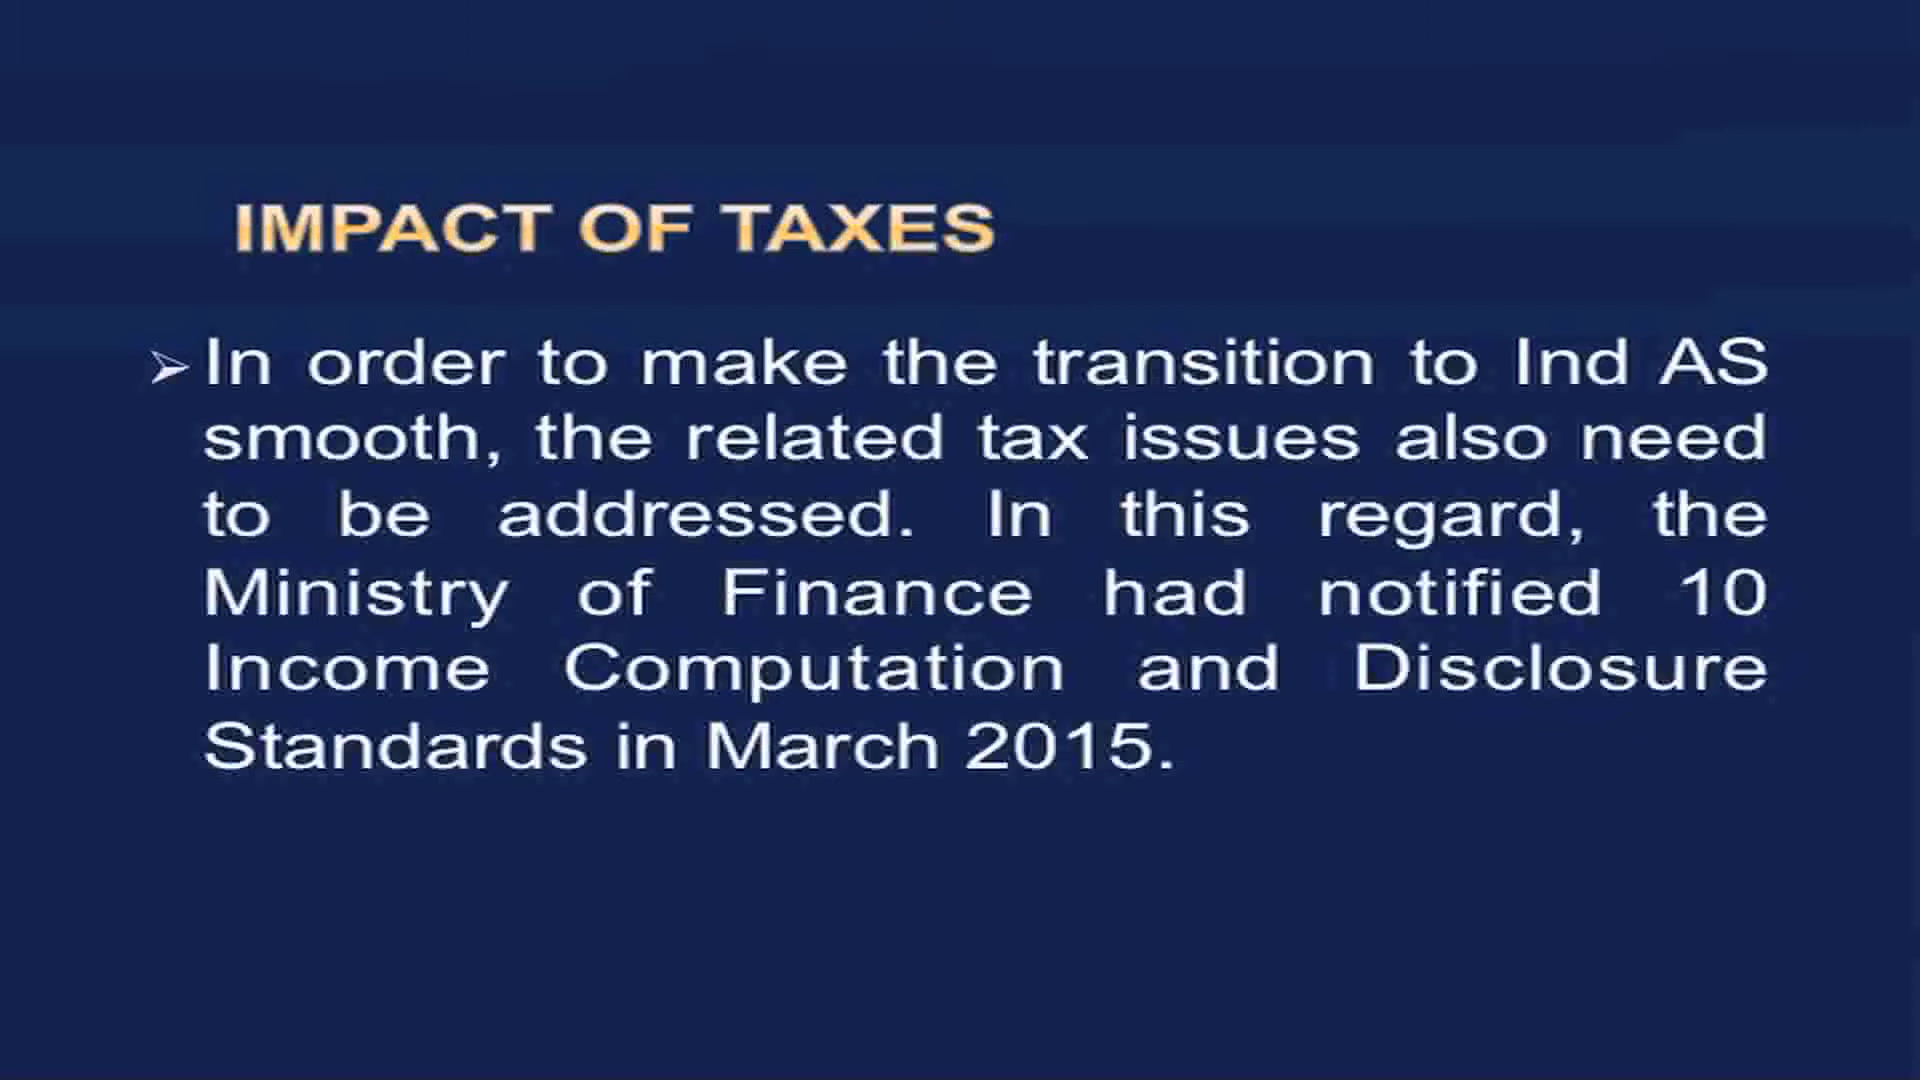 IMPACT OF TAXES
➢ In order to make the transition to Ind AS
smooth, the related tax issues also need
to be addressed. In this regard, the
Ministry of Finance had notified 10
Income Computation and Disclosure
Standards in March 2015.